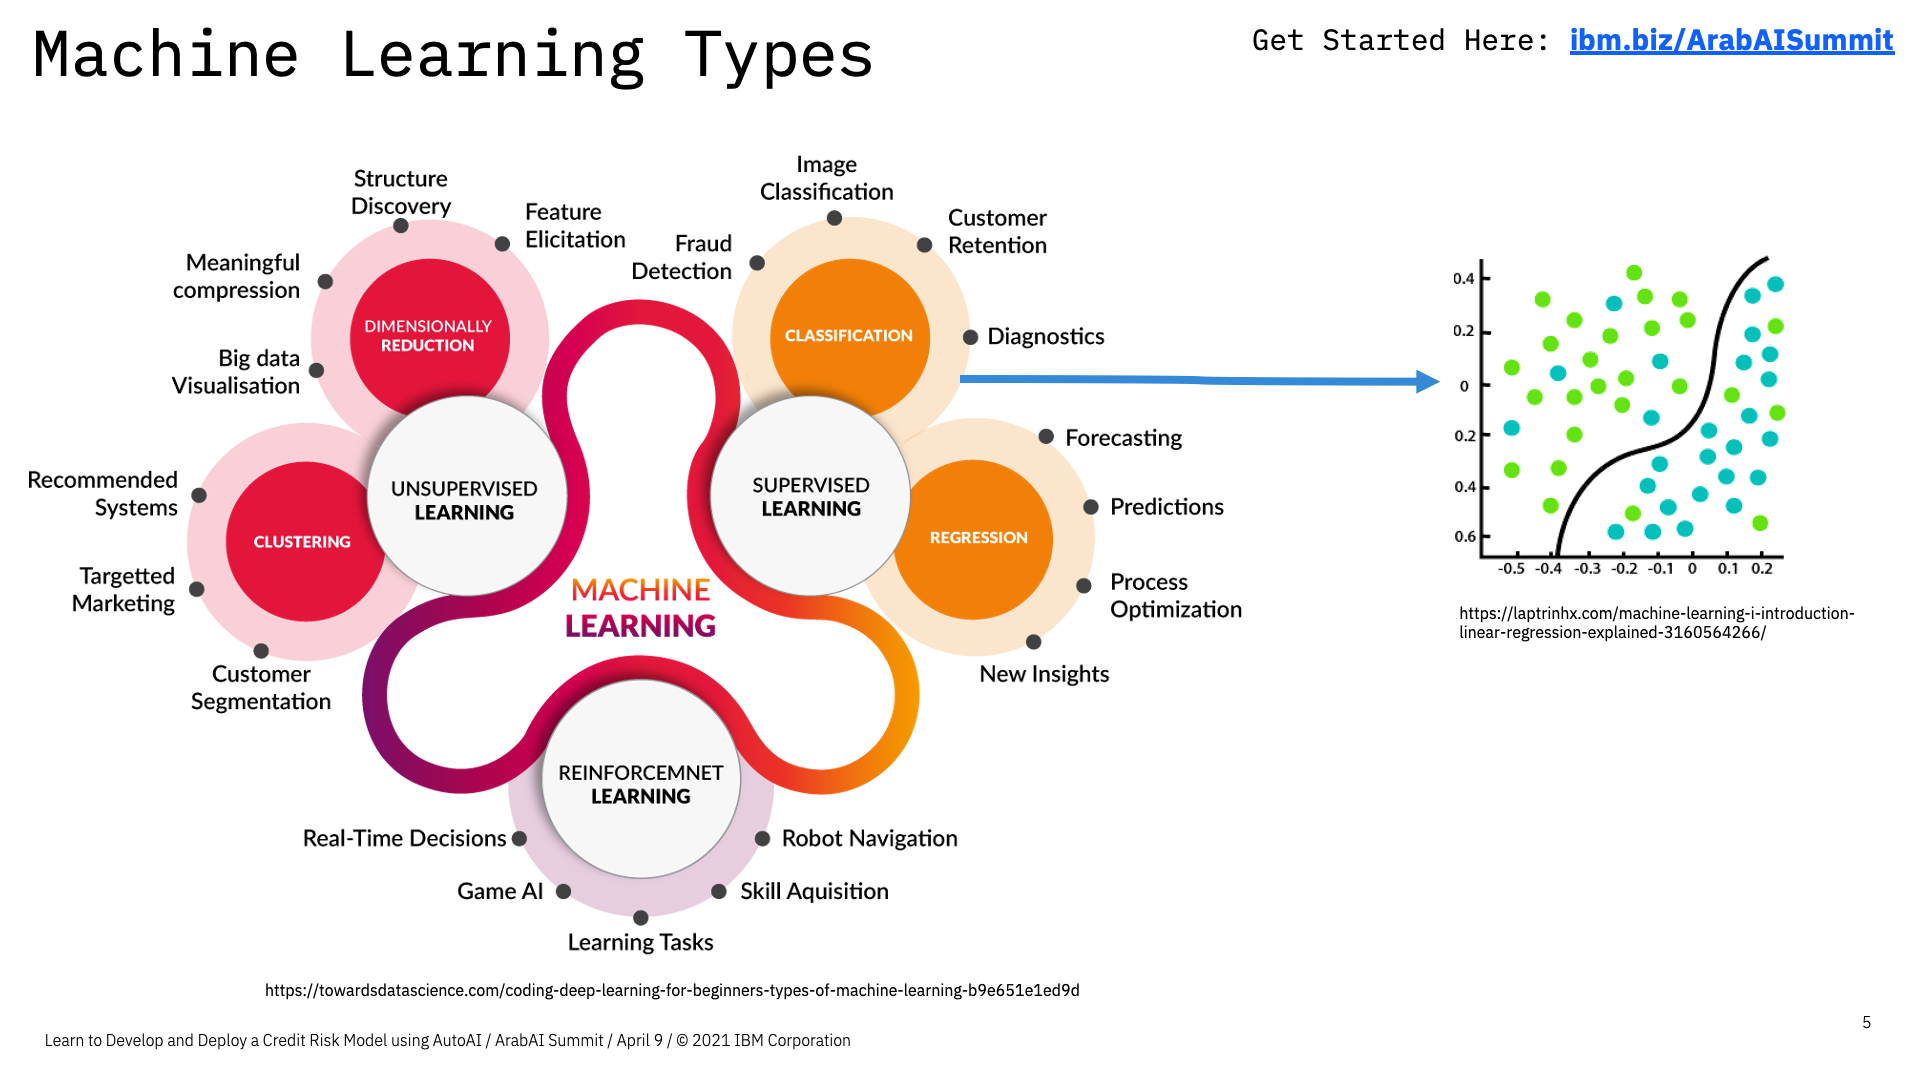 Machine Learning Types
Get Started Here: ibm.biz/ArabAISummit
Structure
Discovery
Feature
Elicitation
Meaningful
compression
Big data
Visualisation
DIMENSIONALLY
REDUCTION
Recommended
Systems
Targetted
Marketing
Customer
Segmentation
CLUSTERING
UNSUPERVISED
LEARNING
Image
Classification
Fraud
Detection
Customer
Retention
Diagnostics
CLASSIFICATION
SUPERVISED
LEARNING
Forecasting
Predictions
Process
Optimization
New Insights
REGRESSION
MACHINE
LEARNING
REINFORCEMNET
LEARNING
Real-Time Decisions
Game AI
Learning Tasks
Skill Aquisition
Robot Navigation
0.4
0.2
0
0.2
0.4
0.6
-0.5 -0.4 -0.3 -0.2 -0.1 0 0.1 0.2
https://laptrinhx.com/machine-learning-i-introduction-
linear-regression-explained-3160564266/
https://towardsdatascience.com/coding-deep-learning-for-beginners-types-of-machine-learning-b9e651e1ed9d
5
Learn to Develop and Deploy a Credit Risk Model using AutoAI / ArabAI Summit / April 9 / © 2021 IBM Corporation